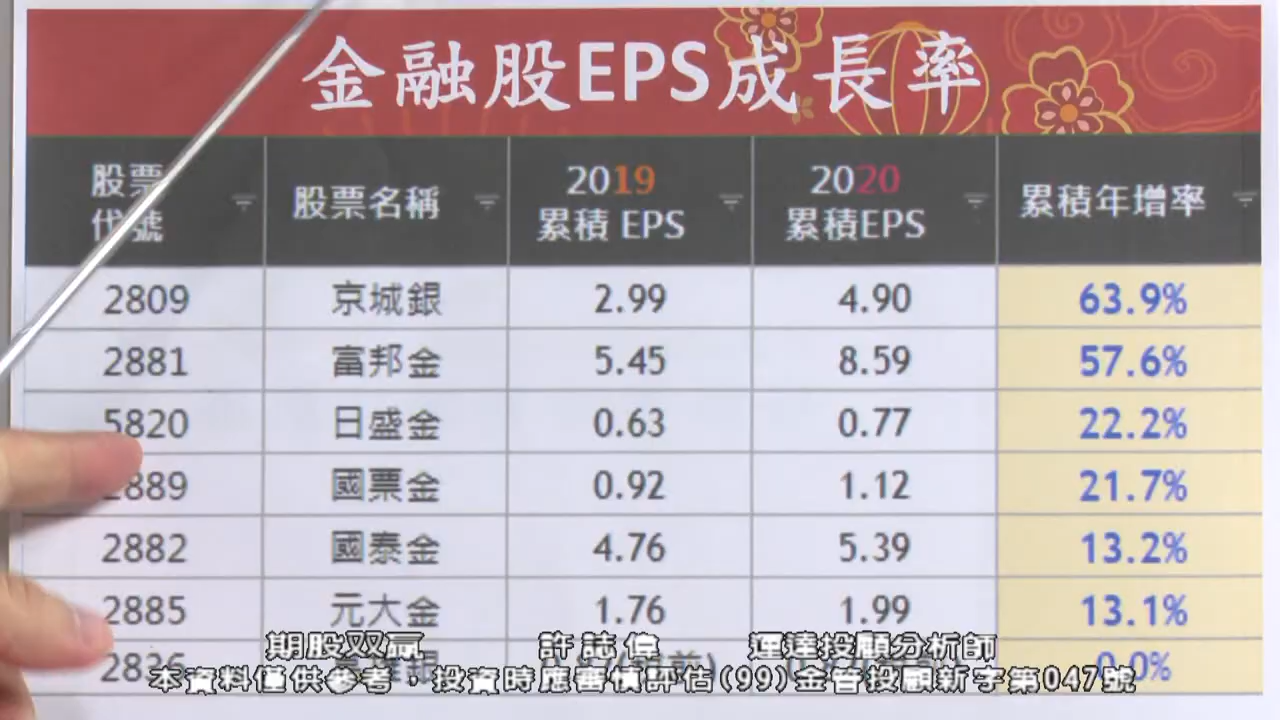 金融股EPS成長率
股票代號 股票名稱 2019 累積 EPS 2020 累積EPS 累積年增率
2809 京城銀 2.99 4.90 63.9%
2881 富邦金 5.45 8.59 57.6%
5820 日盛金 0.63 0.77 22.2%
2889 國票金 0.92 1.12 21.7%
2882 國泰金 4.76 5.39 13.2%
2885 元大金 1.76 1.99 13.1%
2836 0.0%
期股双贏 許誌偉 運達投顧分析師
本資料僅供參考，投資時應審慎評估(99)金管投顧新字第047號